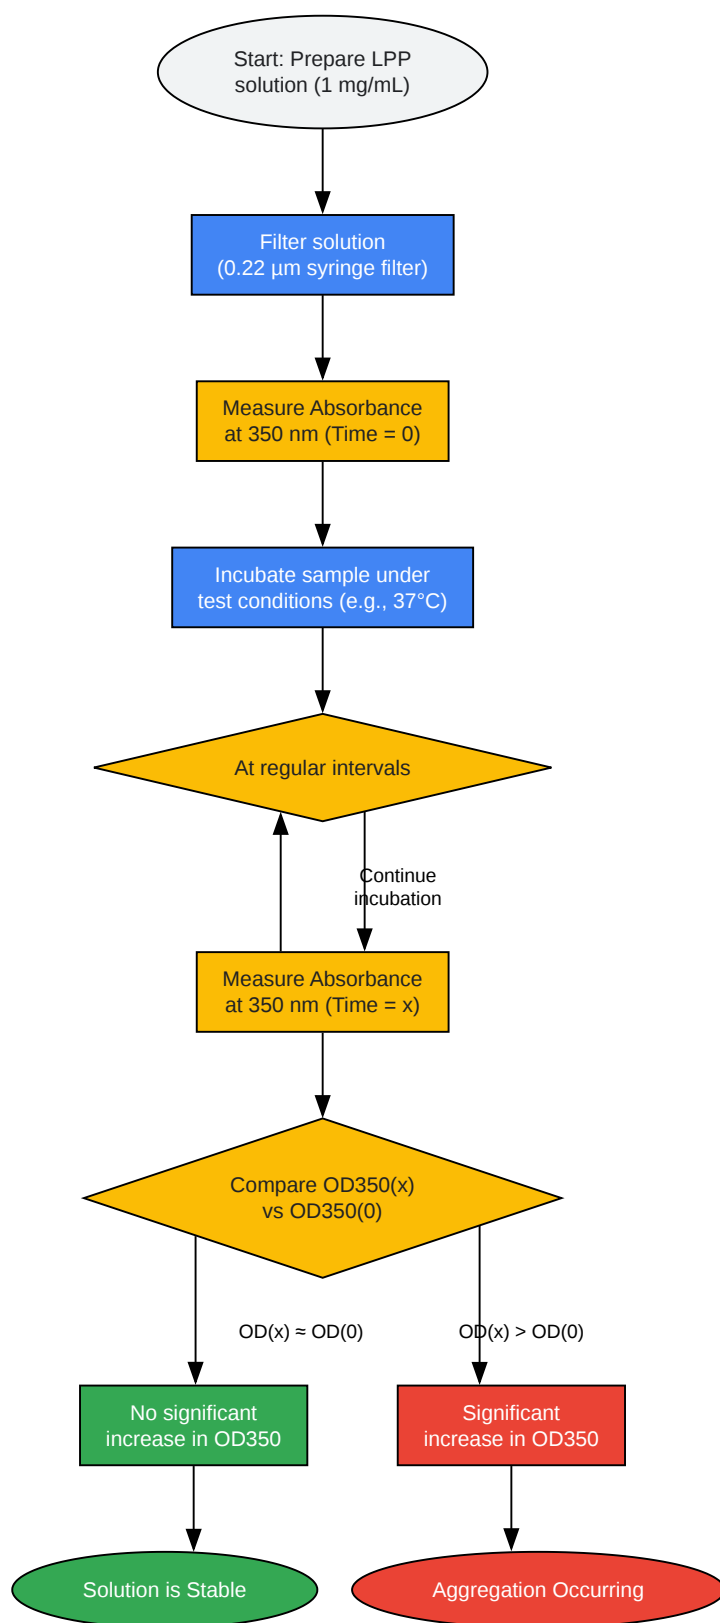 Start: Prepare LPP
solution (1 mg/mL)
Filter solution
(0.22 µm syringe filter)
Measure Absorbance
at 350 nm (Time = 0)
Incubate sample under
test conditions (e.g., 37°C)
At regular intervals
Continue
incubation
Measure Absorbance
at 350 nm (Time = x)
Compare OD350(x)
vs OD350(0)
OD(x) ≈ OD(0)
OD(x) > OD(0)
No significant
increase in OD350
Significant
increase in OD350
Solution is Stable
Aggregation Occurring